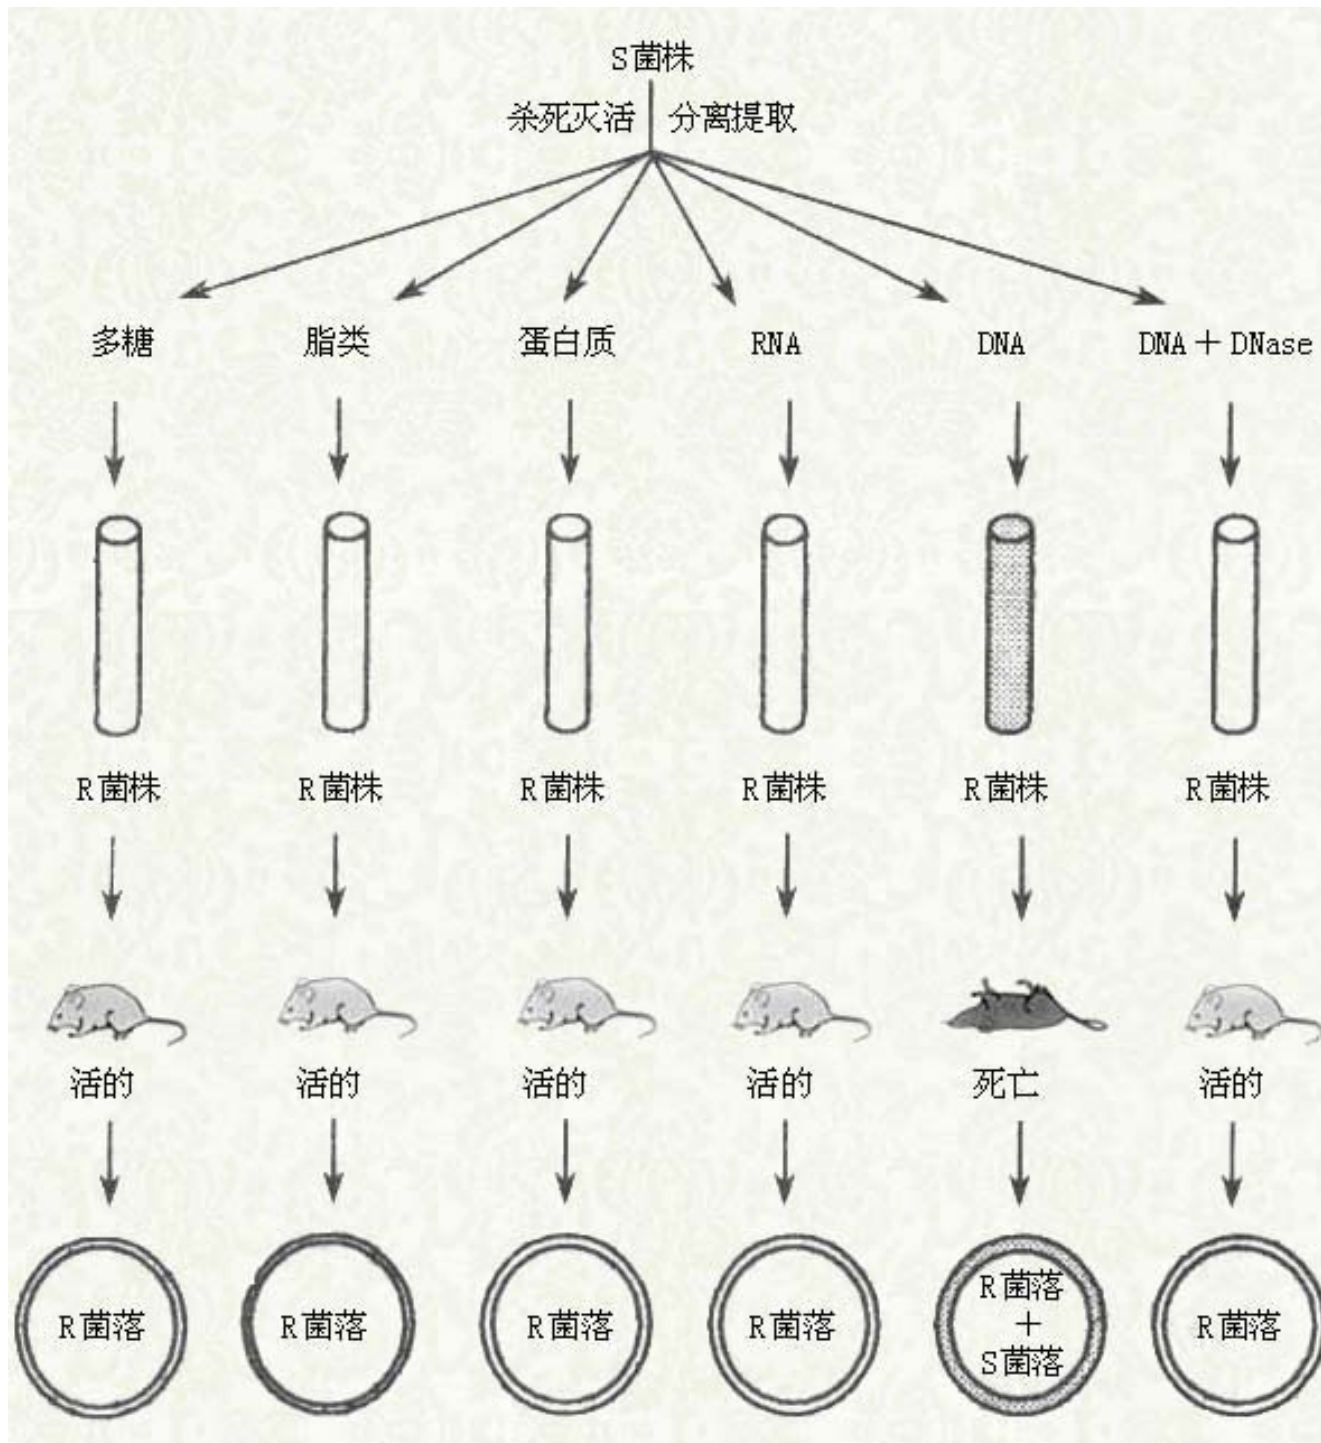 S菌株
杀死灭活 分离提取
多糖 脂类 蛋白质 RNA DNA DNA＋DNase
R菌株 R菌株 R菌株 R菌株 R菌株 R菌株
活的 活的 活的 活的 死亡 活的
R菌落 R菌落 R菌落 R菌落 R菌落＋S菌落 R菌落